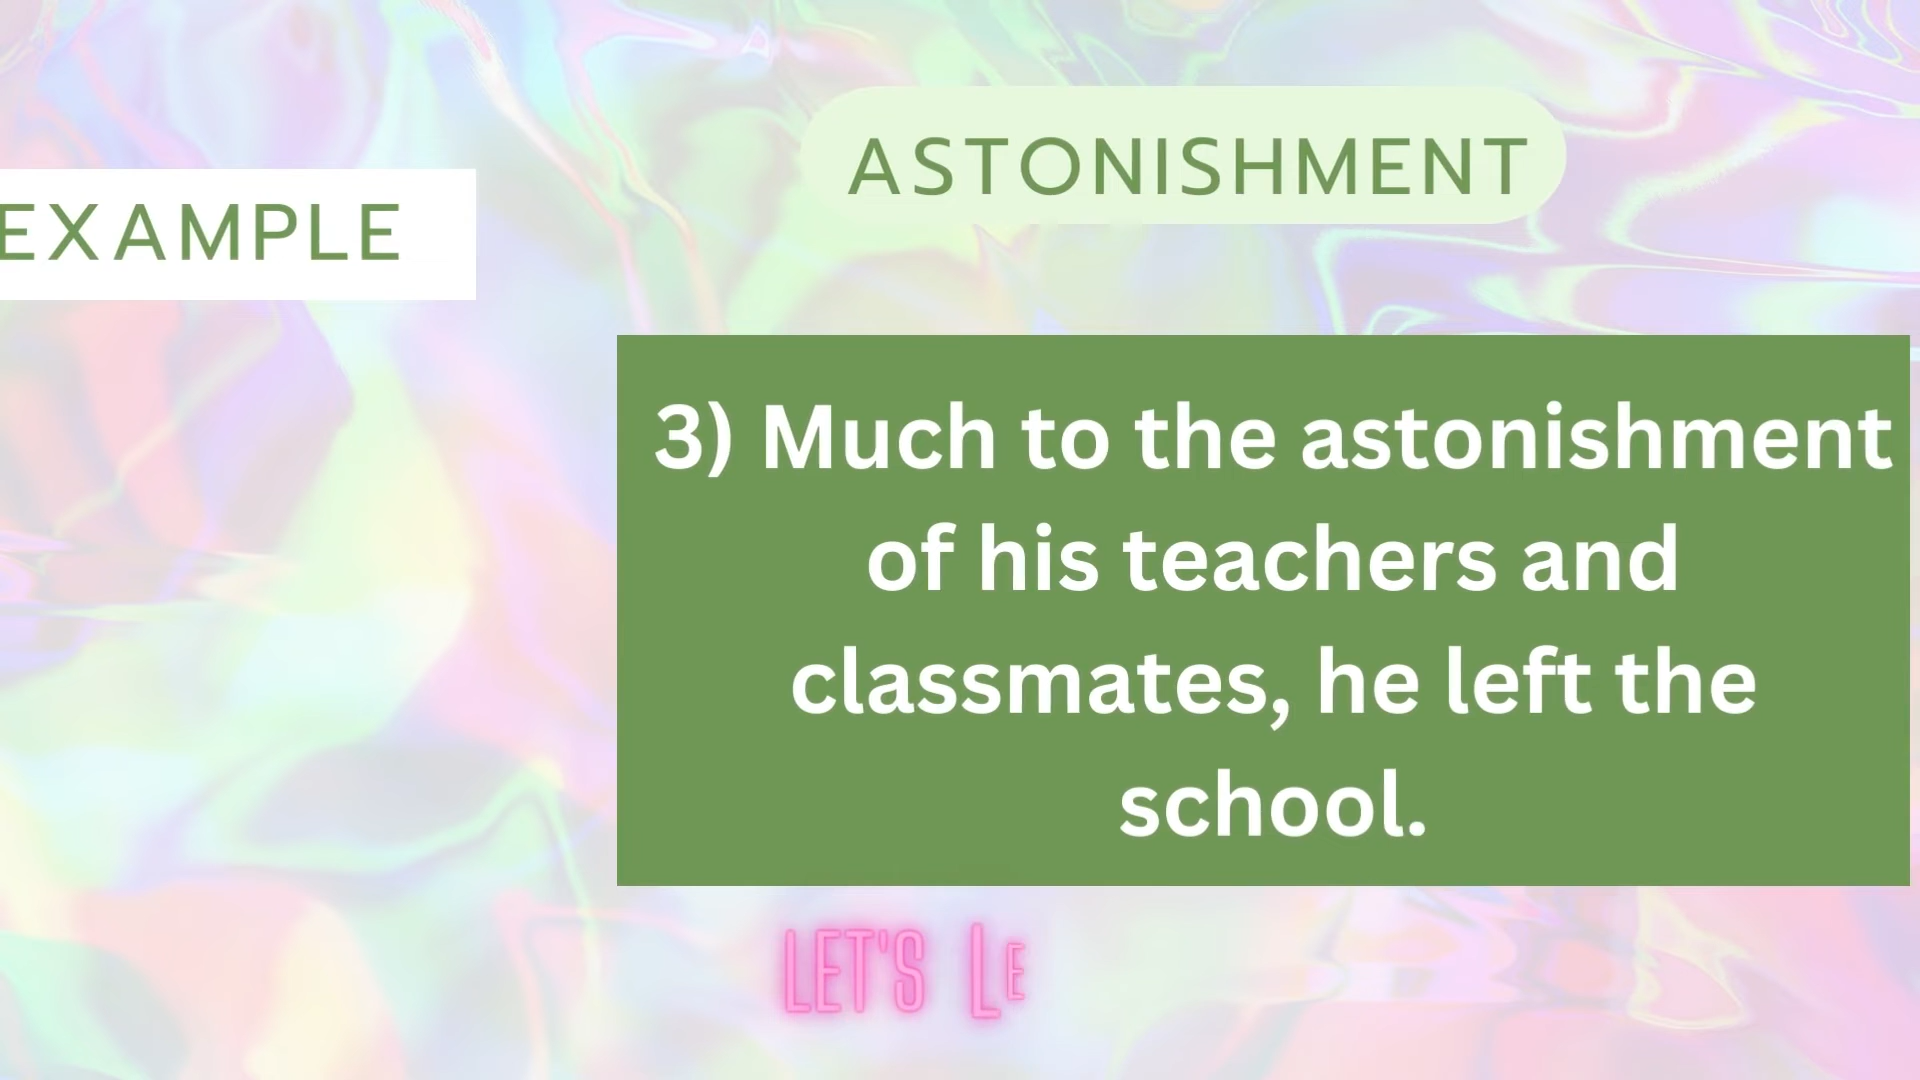 ASTONISHMENT
EXAMPLE
3) Much to the astonishment
of his teachers and
classmates, he left the
school.
LET'S LE